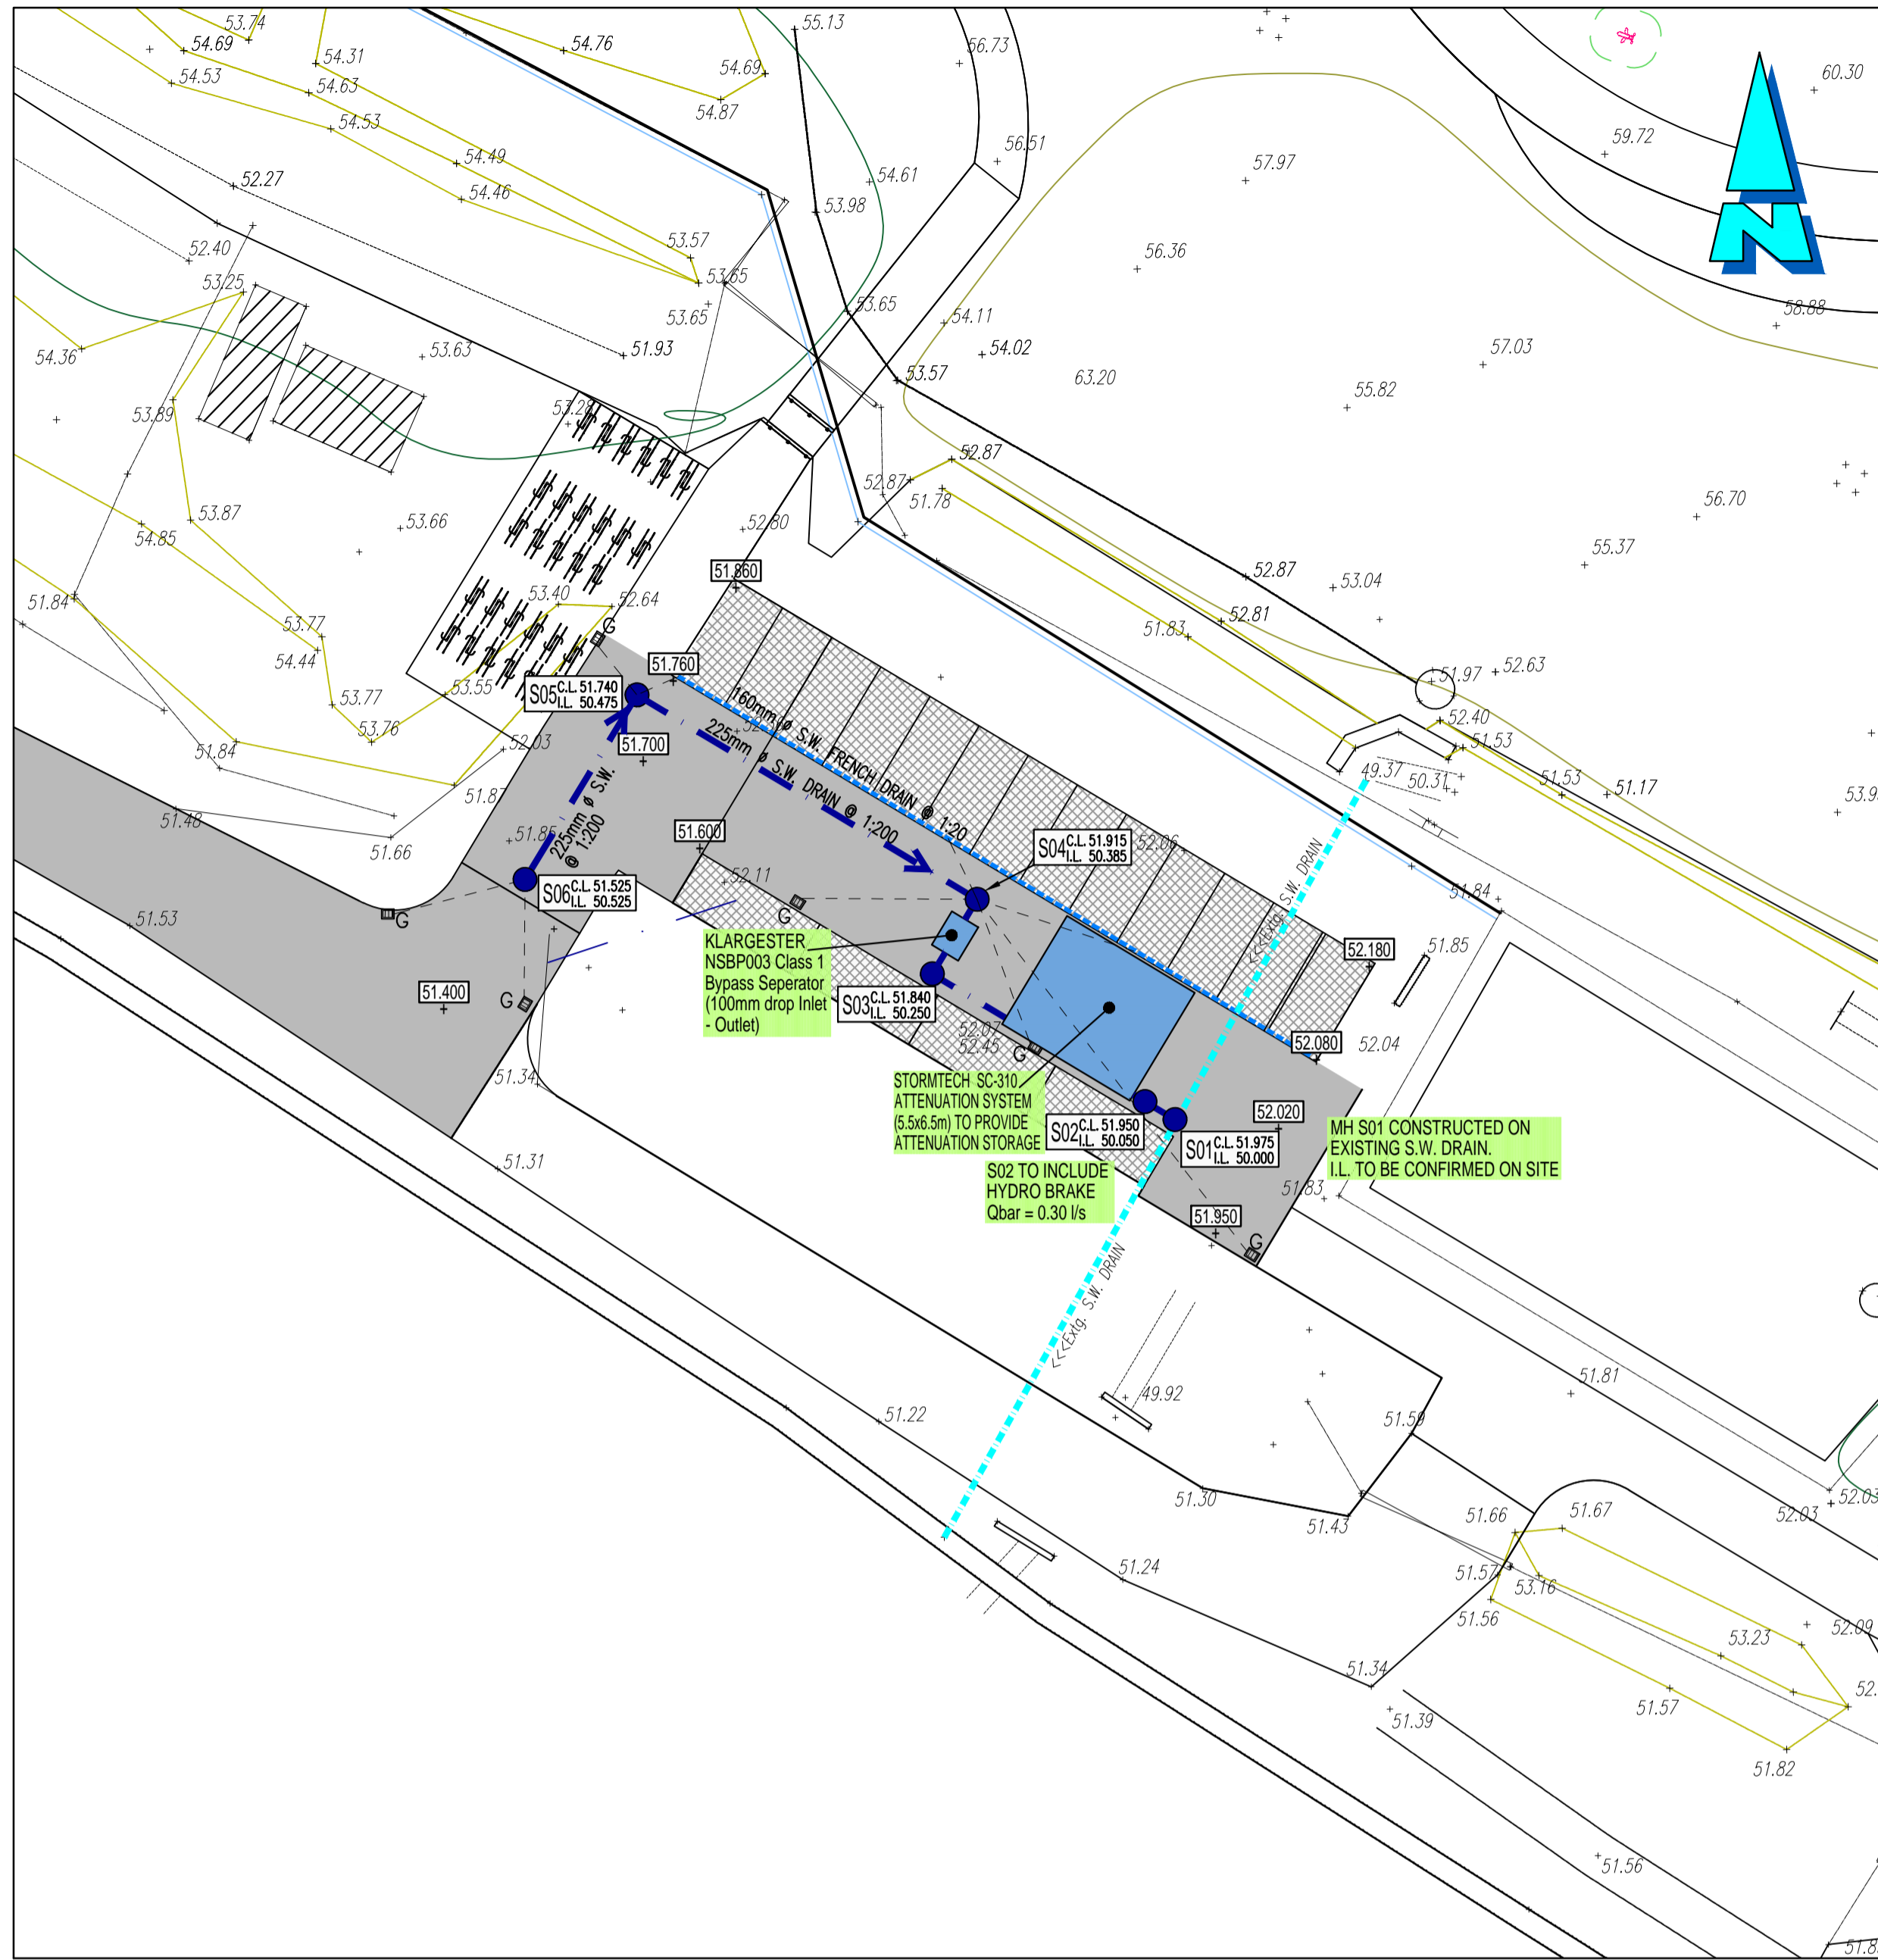 53.74
55.13
54.69
54.31
54.76
56.73
54.53
54.63
54.69
54.87
60.30
54.53
59.72
54.49
56.51
57.97
54.46
54.61
52.27
53.98
52.40
53.57
56.36
53.25
53.65
53.65
53.65
54.11
58.88
54.36
53.63
51.93
54.02
57.03
53.57
63.20
55.82
53.89
53.28
52.87
52.87
51.78
53.87
53.66
52.80
56.70
54.85
55.37
51.860
52.87
53.04
51.84
53.40
52.64
G
52.81
53.77
51.83
54.44
51.760
51.97
52.63
S05 C.L. 51.740
I.L. 50.475
53.55
53.77
160mm ø S.W. FRENCH DRAIN @ 1:20
225mm ø S.W. DRAIN @ 1:200
52.40
53.76
51.700
52.03
51.53
51.84
49.37
50.31
51.87
51.53
51.17
51.48
225mm ø S.W.
@ 1:200
51.85
51.600
51.66
S04 C.L. 51.915
I.L. 50.385
52.06
<<<Extg. S.W. DRAIN
52.11
51.84
S06 C.L. 51.525
I.L. 50.525
51.53
G
G
KLARGESTER
NSBP003 Class 1
Bypass Seperator
(100mm drop Inlet
- Outlet)
52.180
51.85
51.400
G
S03 C.L. 51.840
I.L. 50.250
52.07
52.45
G
52.080
52.04
51.34
STORMTECH SC-310
ATTENUATION SYSTEM
(5.5x6.5m) TO PROVIDE
ATTENUATION STORAGE
S02 C.L. 51.950
I.L. 50.050
52.020
S01 C.L. 51.975
I.L. 50.000
MH S01 CONSTRUCTED ON
EXISTING S.W. DRAIN.
I.L. TO BE CONFIRMED ON SITE
51.31
S02 TO INCLUDE
HYDRO BRAKE
Qbar = 0.30 l/s
51.83
51.950
G
<<<Extg. S.W. DRAIN
51.81
49.92
51.22
51.59
51.30
51.43
51.66
51.67
52.03
52.03
51.24
51.57
53.16
51.56
52.09
53.23
51.34
51.57
51.39
51.82
51.56
N